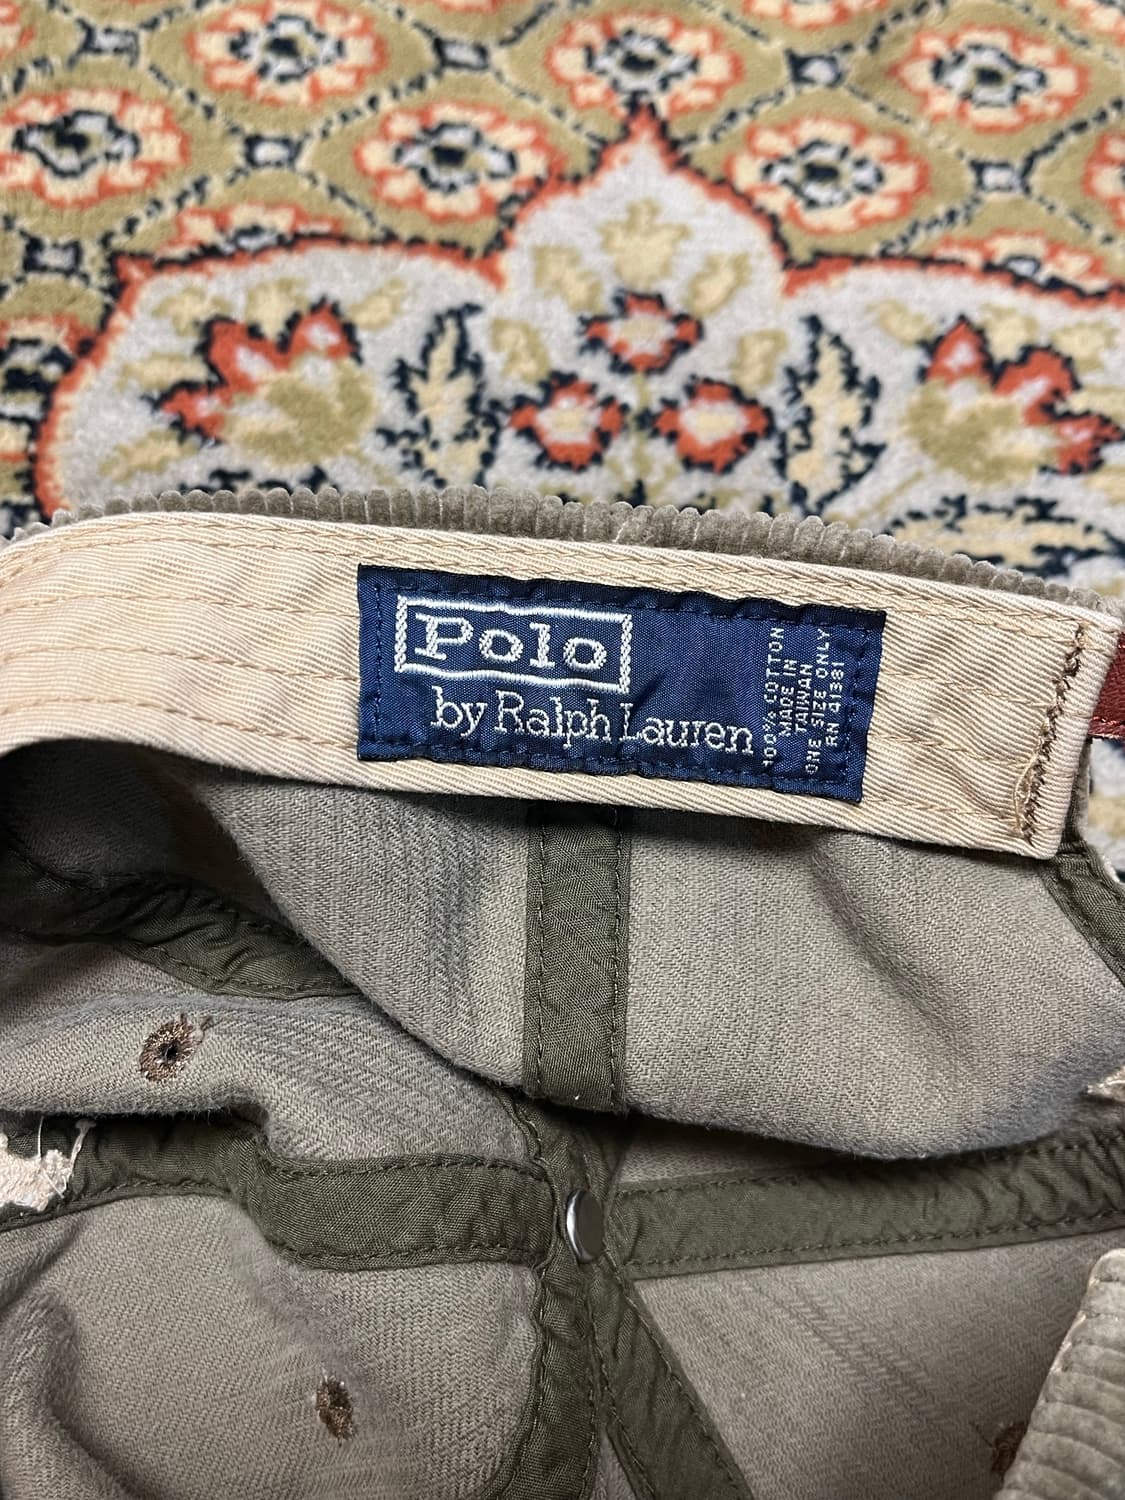 Polo
by Ralph Lauren
100% COTTON
MADE IN
TAIWAN
ONE SIZE ONLY
RN 41381